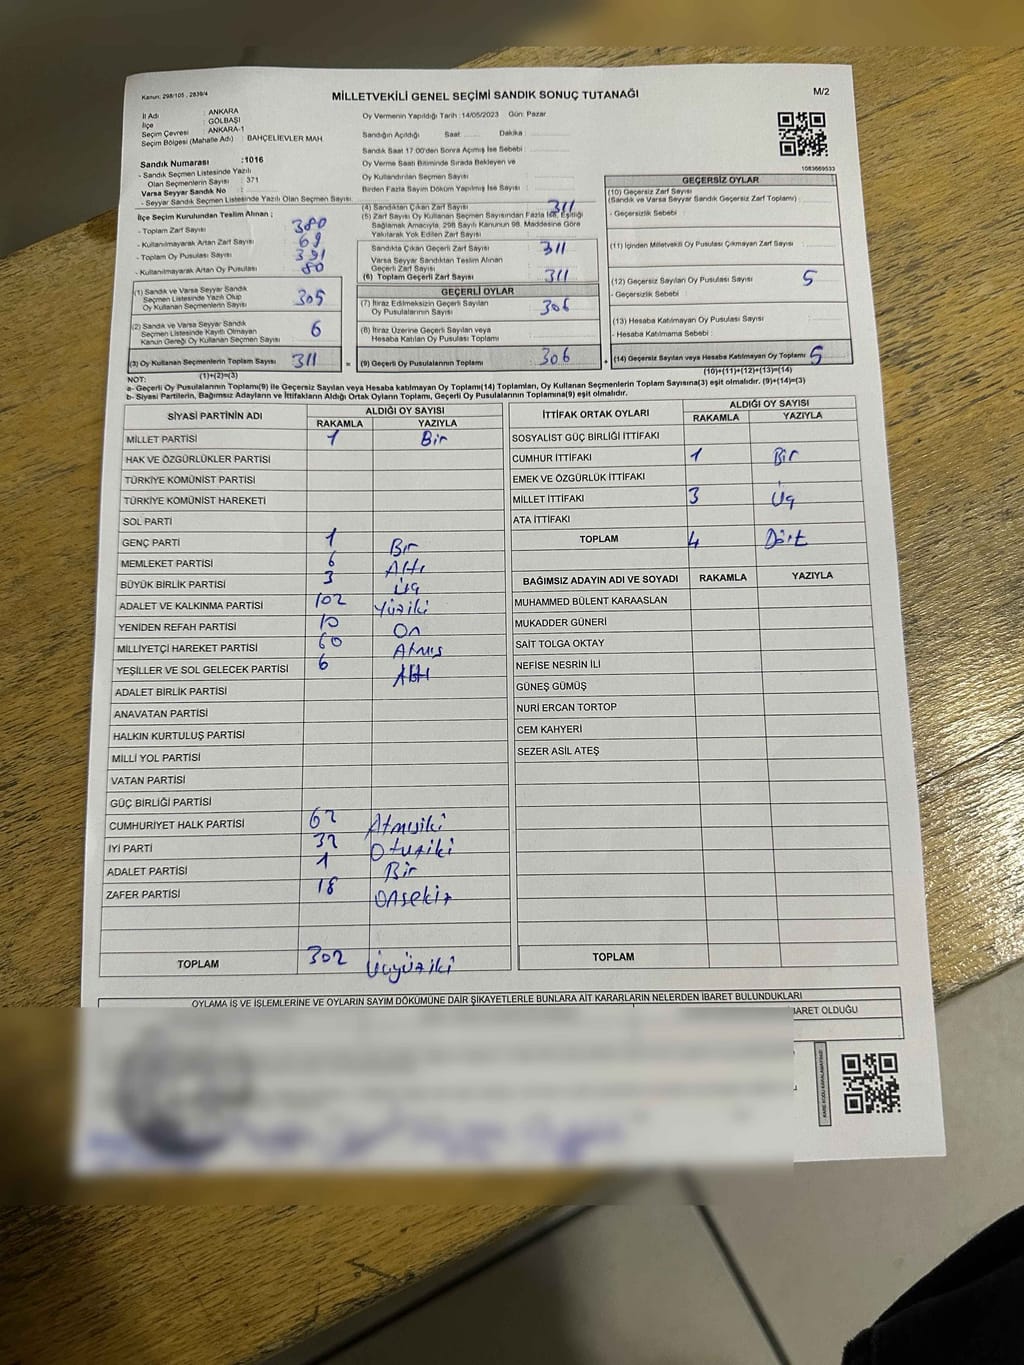 Kanun: 298/105 , 2839/4
MİLLETVEKİLİ GENEL SEÇİMİ SANDIK SONUÇ TUTANAĞI
M/2
İl Adı : ANKARA
İlçe : GÖLBAŞI
Seçim Çevresi : ANKARA-1
Seçim Bölgesi (Mahalle Adı) : BAHÇELİEVLER MAH.
Sandık Numarası :1016
- Sandık Seçmen Listesinde Yazılı
Olan Seçmenlerin Sayısı : 371
Varsa Seyyar Sandık No :
- Seyyar Sandık Seçmen Listesinde Yazılı Olan Seçmen Sayısı
Oy Vermenin Yapıldığı Tarih : 14/05/2023 Gün: Pazar
Sandığın Açıldığı Saat: Dakika:
Sandık Saat 17.00'den Sonra Açılmış İse Sebebi :
Oy Verme Saati Bitiminde Sırada Bekleyen ve
Oy Kullandırılan Seçmen Sayısı :
Birden Fazla Sayım Döküm Yapılmış İse Sayısı :
1083669533
İlçe Seçim Kurulundan Teslim Alınan ;
- Toplam Zarf Sayısı 380
- Kullanılmayarak Artan Zarf Sayısı 69
- Toplam Oy Pusulası Sayısı 391
- Kullanılmayarak Artan Oy Pusulası 80
(1) Sandık ve Varsa Seyyar Sandık
Seçmen Listesinde Yazılı Olup
Oy Kullanan Seçmenlerin Sayısı 305
(2) Sandık ve Varsa Seyyar Sandık
Seçmen Listesinde Kayıtlı Olmayan
Kanun Gereği Oy Kullanan Seçmen Sayısı 6
(3) Oy Kullanan Seçmenlerin Toplam Sayısı 311 =
(1)+(2)=(3)
(4) Sandıktan Çıkan Zarf Sayısı 311
(5) Zarf Sayısı Oy Kullanan Seçmen Sayısından Fazla İse, Eşitliği
Sağlamak Amacıyla, 298 Sayılı Kanunun 98. Maddesine Göre
Yakılarak Yok Edilen Zarf Sayısı :
Sandıkta Çıkan Geçerli Zarf Sayısı 311
Varsa Seyyar Sandıktan Teslim Alınan
Geçerli Zarf Sayısı
(6) Toplam Geçerli Zarf Sayısı 311
GEÇERLİ OYLAR
(7) İtiraz Edilmeksizin Geçerli Sayılan
Oy Pusulalarının Sayısı 306
(8) İtiraz Üzerine Geçerli Sayılan veya
Hesaba Katılan Oy Pusulası Toplamı
(9) Geçerli Oy Pusulalarının Toplamı 306 +
GEÇERSİZ OYLAR
(10) Geçersiz Zarf Sayısı
(Sandık ve Varsa Seyyar Sandık Geçersiz Zarf Toplamı) :
- Geçersizlik Sebebi :
(11) İçinden Milletvekili Oy Pusulası Çıkmayan Zarf Sayısı :
(12) Geçersiz Sayılan Oy Pusulası Sayısı 5
- Geçersizlik Sebebi :
(13) Hesaba Katılmayan Oy Pusulası Sayısı :
- Hesaba Katılmama Sebebi :
(14) Geçersiz Sayılan veya Hesaba Katılmayan Oy Toplamı 5
(10)+(11)+(12)+(13)=(14)
NOT:
a- Geçerli Oy Pusulalarının Toplamı(9) ile Geçersiz Sayılan veya Hesaba katılmayan Oy Toplamı(14) Toplamları, Oy Kullanan Seçmenlerin Toplam Sayısına(3) eşit olmalıdır. (9)+(14)=(3)
b- Siyasi Partilerin, Bağımsız Adayların ve İttifakların Aldığı Ortak Oyların Toplamı, Geçerli Oy Pusulalarının Toplamına(9) eşit olmalıdır.
SİYASİ PARTİNİN ADI ALDIĞI OY SAYISI
RAKAMLA YAZIYLA
MİLLET PARTİSİ 1 Bir
HAK VE ÖZGÜRLÜKLER PARTİSİ
TÜRKİYE KOMÜNİST PARTİSİ
TÜRKİYE KOMÜNİST HAREKETİ
SOL PARTİ
GENÇ PARTİ 1 Bir
MEMLEKET PARTİSİ 6 Altı
BÜYÜK BİRLİK PARTİSİ 3 Üç
ADALET VE KALKINMA PARTİSİ 102 Yüziki
YENİDEN REFAH PARTİSİ 10 On
MİLLİYETÇİ HAREKET PARTİSİ 60 Atmış
YEŞİLLER VE SOL GELECEK PARTİSİ 6 Altı
ADALET BİRLİK PARTİSİ
ANAVATAN PARTİSİ
HALKIN KURTULUŞ PARTİSİ
MİLLİ YOL PARTİSİ
VATAN PARTİSİ
GÜÇ BİRLİĞİ PARTİSİ
CUMHURİYET HALK PARTİSİ 62 Atmışiki
İYİ PARTİ 32 Otuziki
ADALET PARTİSİ 1 Bir
ZAFER PARTİSİ 18 Onsekiz
TOPLAM 302 Üçyüziki
İTTİFAK ORTAK OYLARI ALDIĞI OY SAYISI
RAKAMLA YAZIYLA
SOSYALİST GÜÇ BİRLİĞİ İTTİFAKI
CUMHUR İTTİFAKI 1 Bir
EMEK VE ÖZGÜRLÜK İTTİFAKI
MİLLET İTTİFAKI 3 Üç
ATA İTTİFAKI
TOPLAM 4 Dört
BAĞIMSIZ ADAYIN ADI VE SOYADI RAKAMLA YAZIYLA
MUHAMMED BÜLENT KARAASLAN
MUKADDER GÜNERİ
SAİT TOLGA OKTAY
NEFİSE NESRİN İLİ
GÜNEŞ GÜMÜŞ
NURİ ERCAN TORTOP
CEM KAHYERİ
SEZER ASİL ATEŞ
TOPLAM
OYLAMA İŞ VE İŞLEMLERİNE VE OYLARIN SAYIM DÖKÜMÜNE DAİR ŞİKAYETLERLE BUNLARA AİT KARARLARIN NELERDEN İBARET BULUNDUKLARI
BARET OLDUĞU